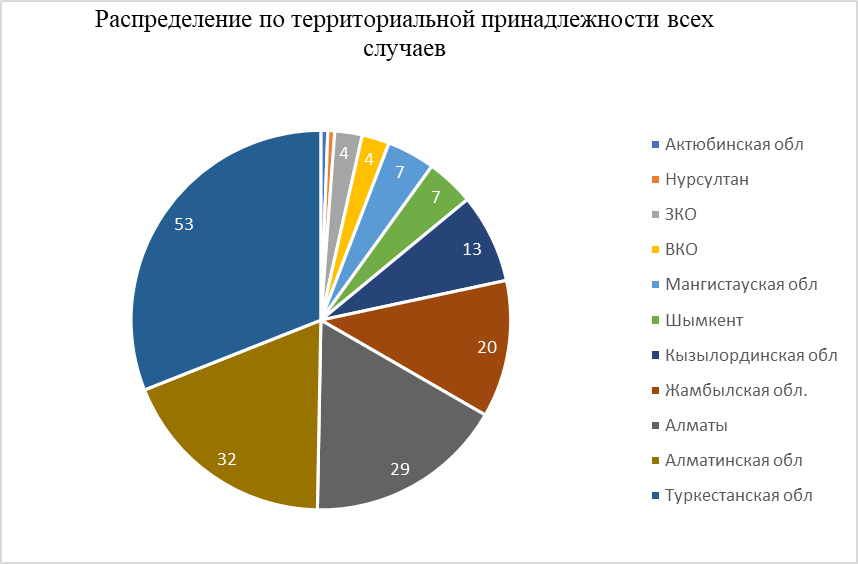 Распределение по территориальной принадлежности всех
случаев
4
4
7
7
13
20
29
32
53
Актюбинская обл
Нурсултан
ЗКО
ВКО
Мангистауская обл
Шымкент
Кызылординская обл
Жамбылская обл.
Алматы
Алматинская обл
Туркестанская обл